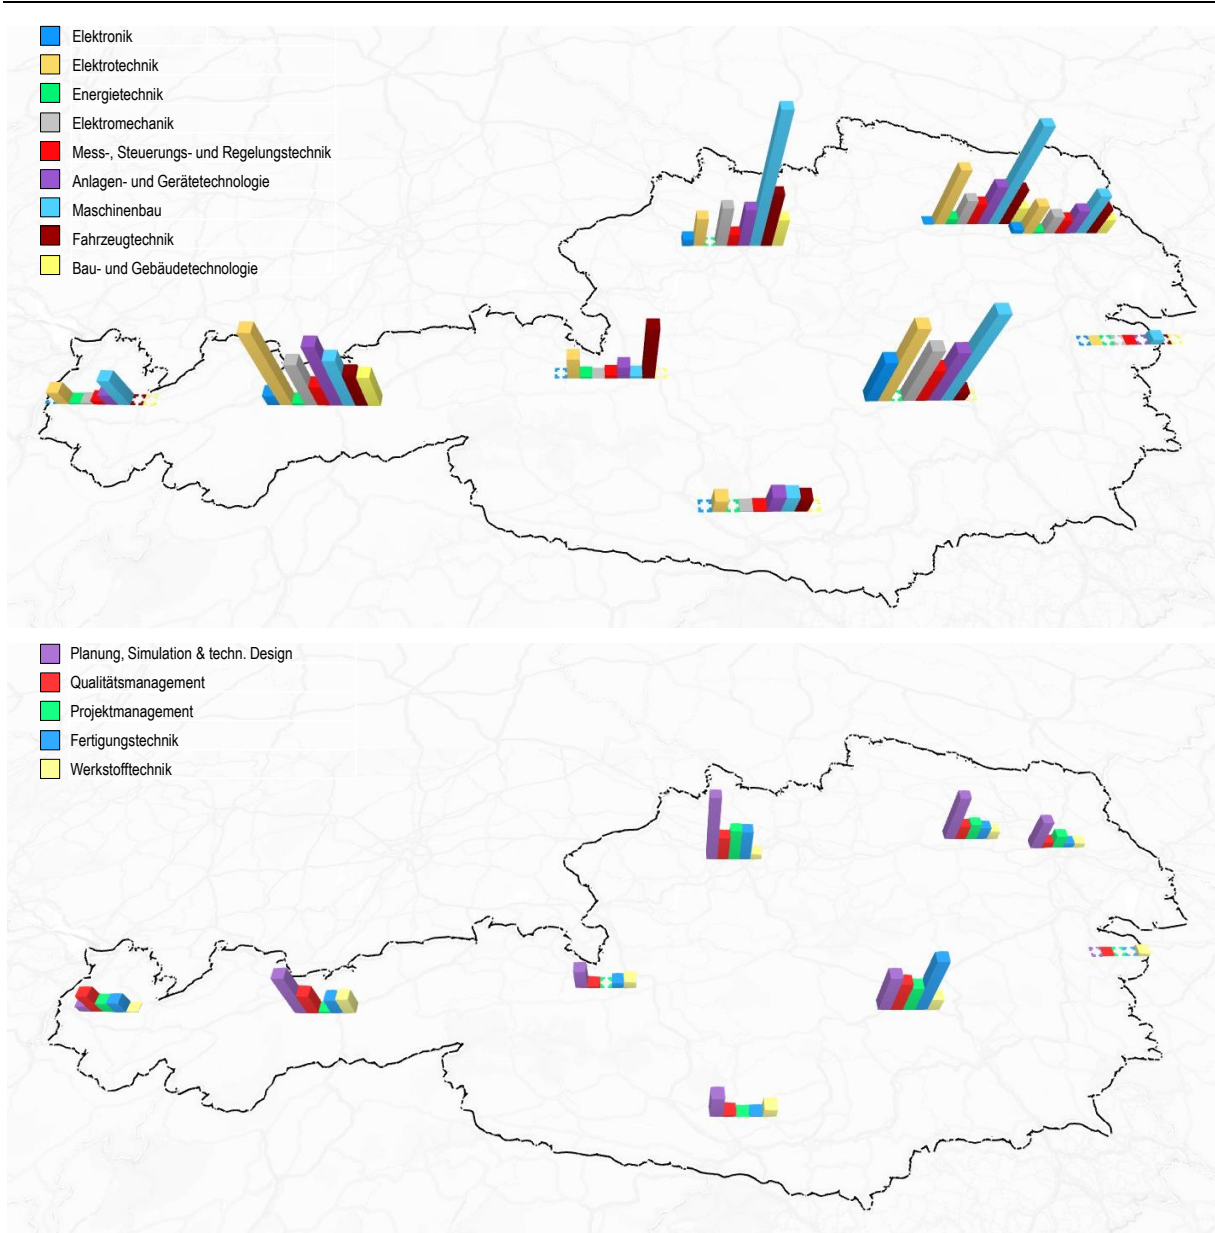 Elektronik
Elektrotechnik
Energietechnik
Elektromechanik
Mess-, Steuerungs- und Regelungstechnik
Anlagen- und Gerätetechnologie
Maschinenbau
Fahrzeugtechnik
Bau- und Gebäudetechnologie
Planung, Simulation & techn. Design
Qualitätsmanagement
Projektmanagement
Fertigungstechnik
Werkstofftechnik